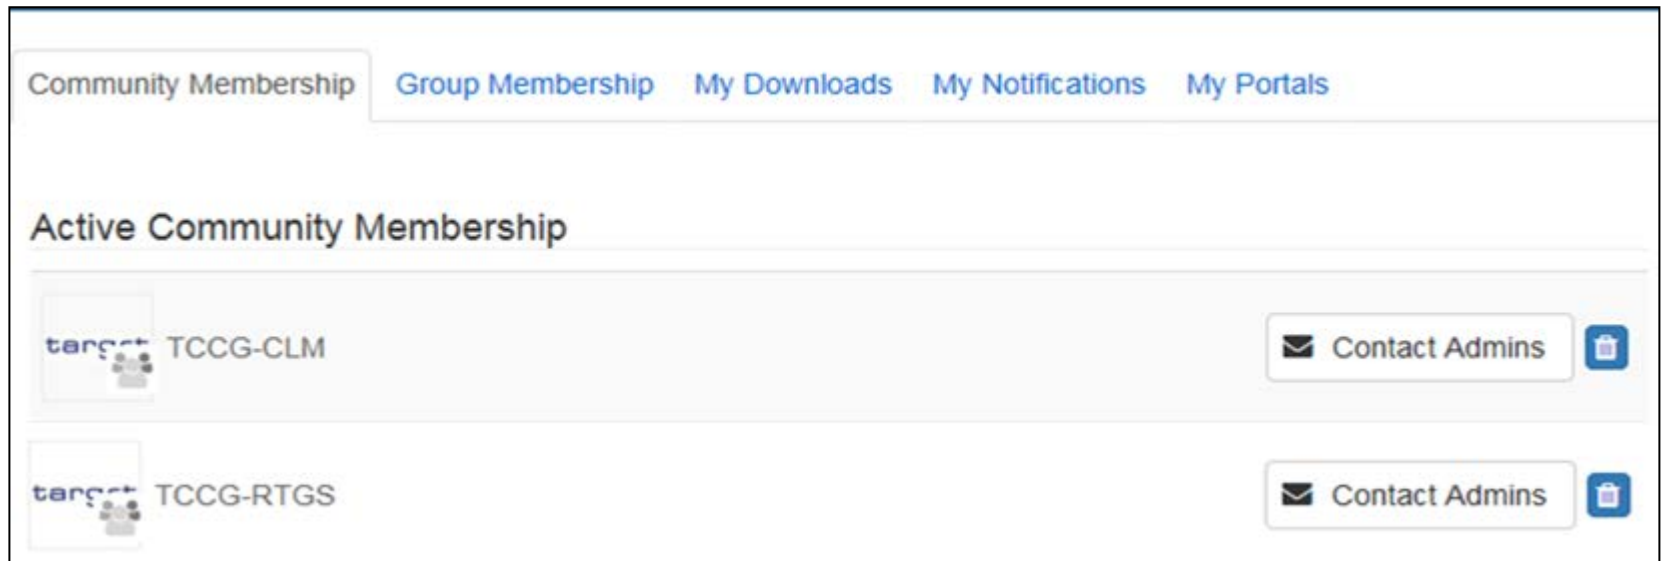 Community Membership Group Membership My Downloads My Notifications My Portals
Active Community Membership
TCCG-CLM Contact Admins
TCCG-RTGS Contact Admins